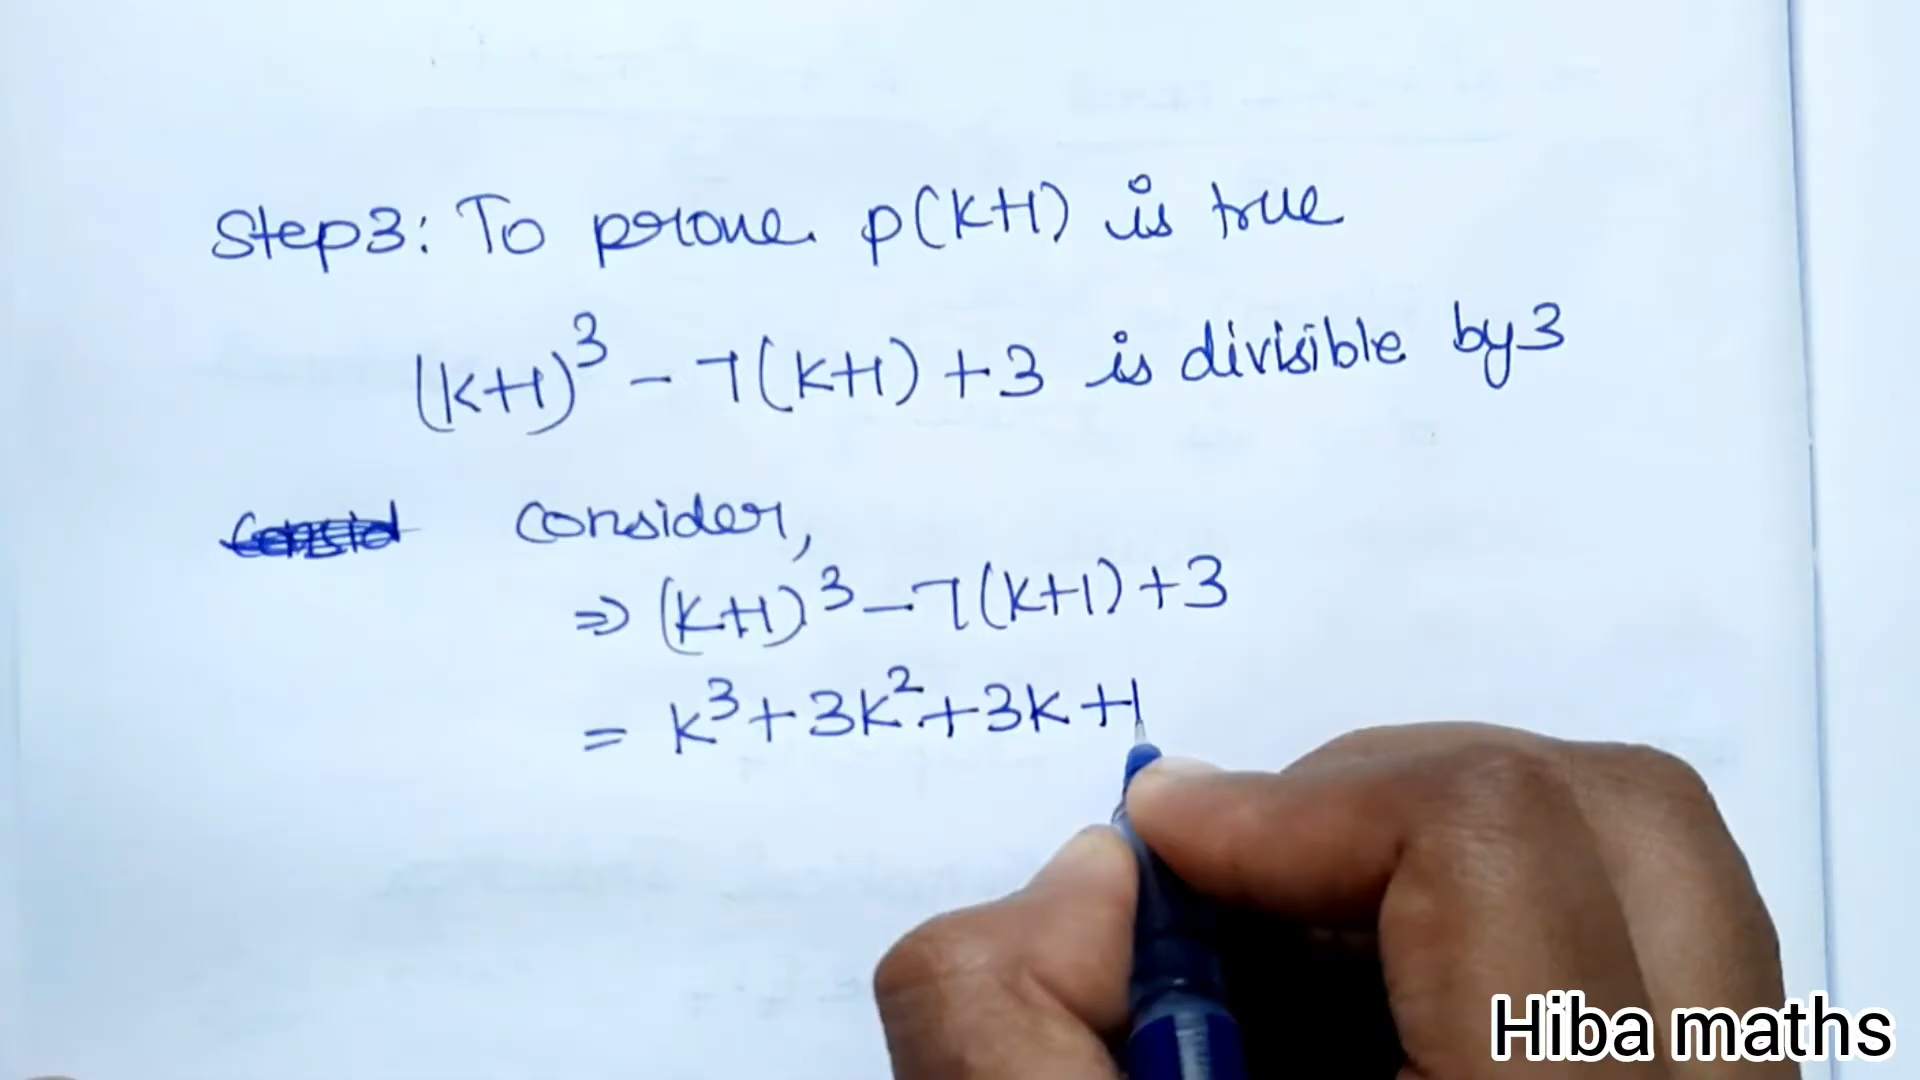 Step3: To prove p(k+1) is true
(k+1)³ - 7(k+1) + 3 is divisible by 3
consider,
⇒ (k+1)³ - 7(k+1) + 3
= k³ + 3k² + 3k + 1
Hiba maths